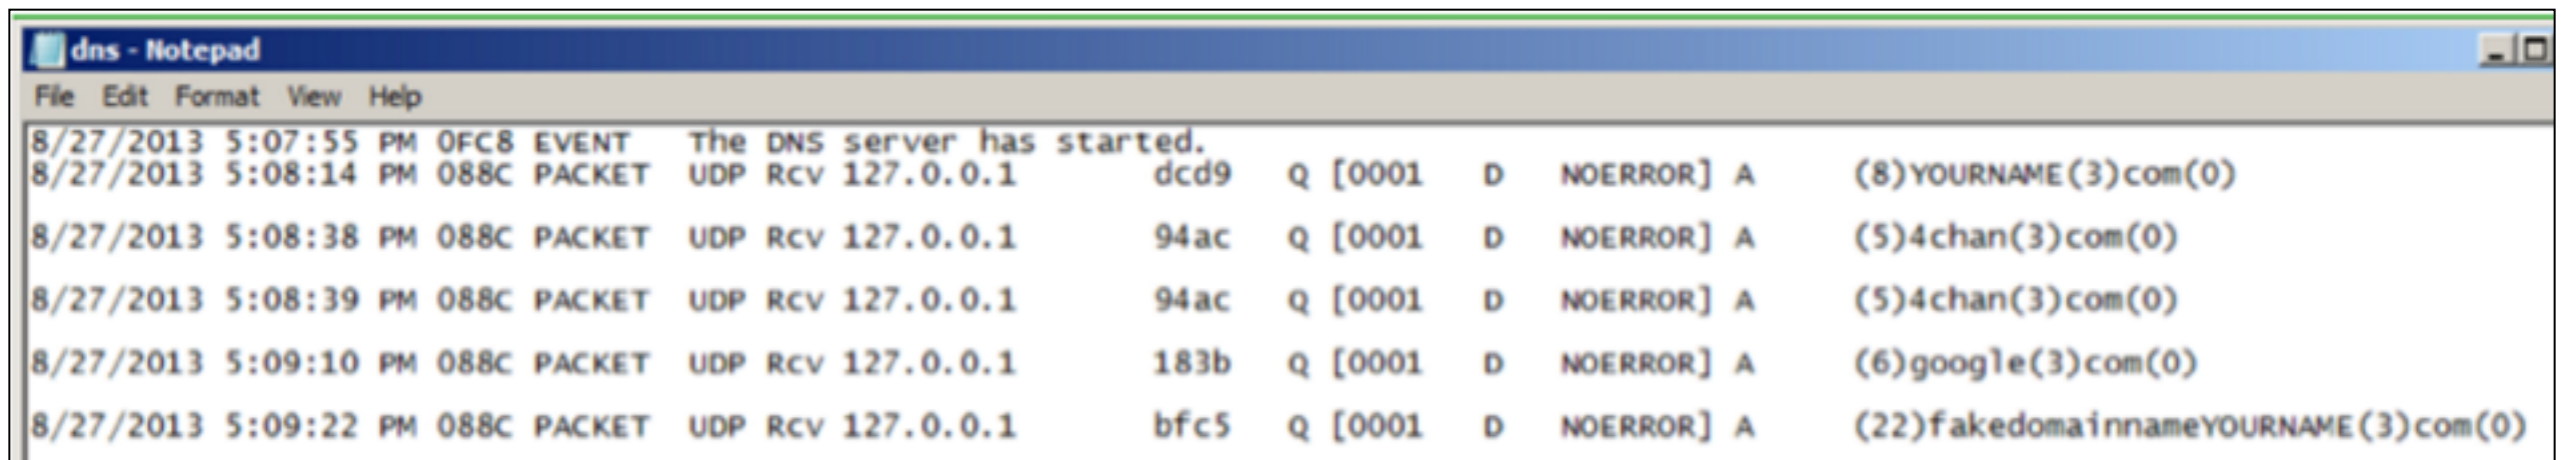 dns - Notepad
File Edit Format View Help
8/27/2013 5:07:55 PM 0FC8 EVENT The DNS server has started.
8/27/2013 5:08:14 PM 088C PACKET UDP Rcv 127.0.0.1 dcd9 Q [0001 D NOERROR] A (8)YOURNAME(3)com(0)
8/27/2013 5:08:38 PM 088C PACKET UDP Rcv 127.0.0.1 94ac Q [0001 D NOERROR] A (5)4chan(3)com(0)
8/27/2013 5:08:39 PM 088C PACKET UDP Rcv 127.0.0.1 94ac Q [0001 D NOERROR] A (5)4chan(3)com(0)
8/27/2013 5:09:10 PM 088C PACKET UDP Rcv 127.0.0.1 183b Q [0001 D NOERROR] A (6)google(3)com(0)
8/27/2013 5:09:22 PM 088C PACKET UDP Rcv 127.0.0.1 bfc5 Q [0001 D NOERROR] A (22)fakedomainnameYOURNAME(3)com(0)